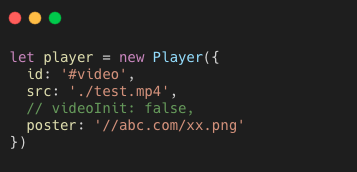 let player = new Player({
  id: '#video',
  src: './test.mp4',
  // videoInit: false,
  poster: '//abc.com/xx.png'
})